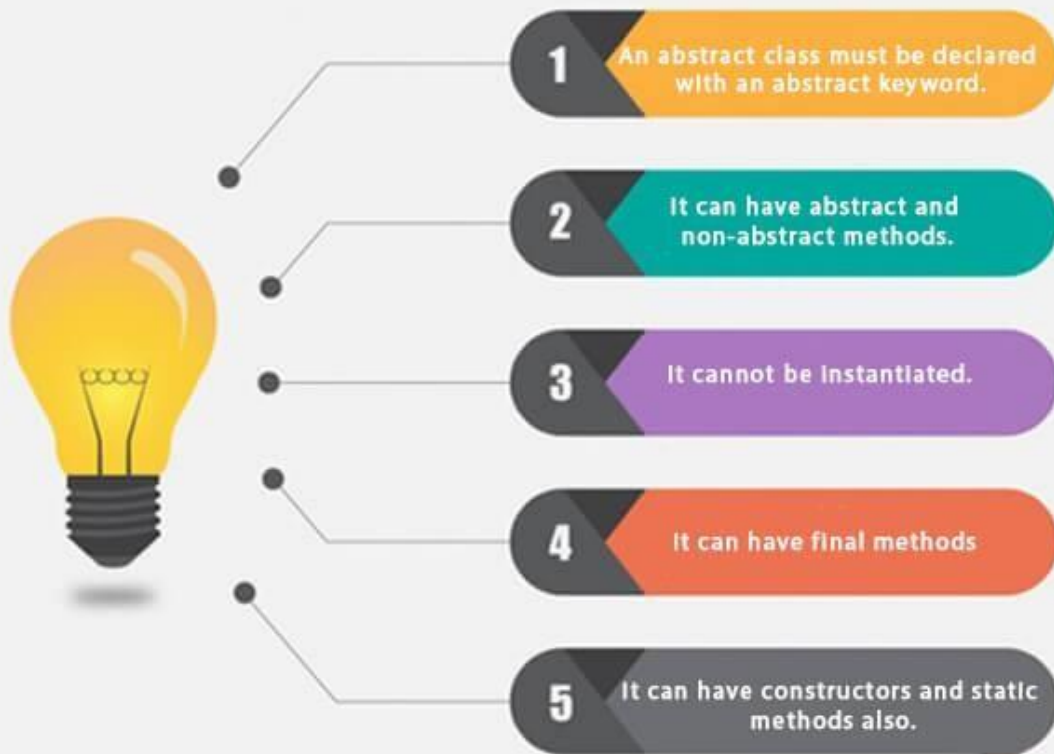 1
An abstract class must be declared
with an abstract keyword.
2
It can have abstract and
non-abstract methods.
3
It cannot be instantiated.
4
It can have final methods
5
It can have constructors and static
methods also.